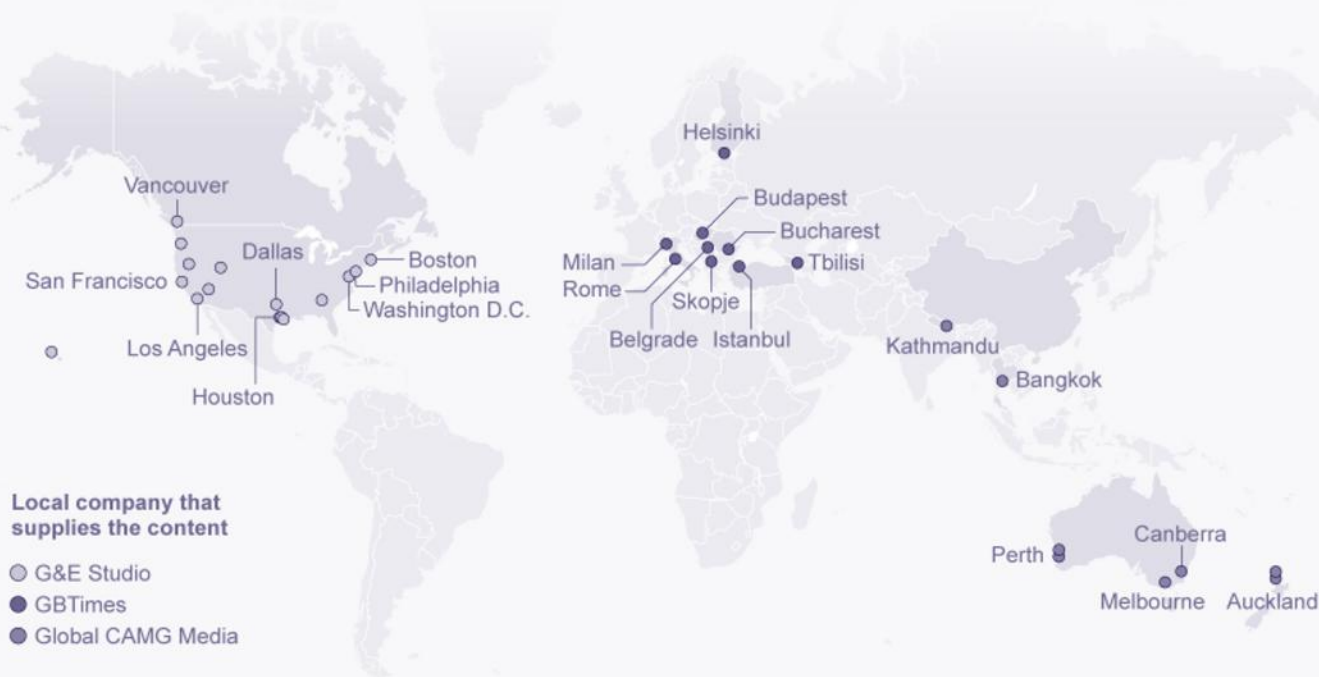 Helsinki
Vancouver
Budapest
Bucharest
Dallas
Boston
Milan
Tbilisi
San Francisco
Philadelphia
Rome
Skopje
Washington D.C.
Belgrade
Istanbul
Los Angeles
Kathmandu
Houston
Bangkok
Local company that
supplies the content
Canberra
Perth
G&E Studio
GBTimes
Melbourne
Auckland
Global CAMG Media